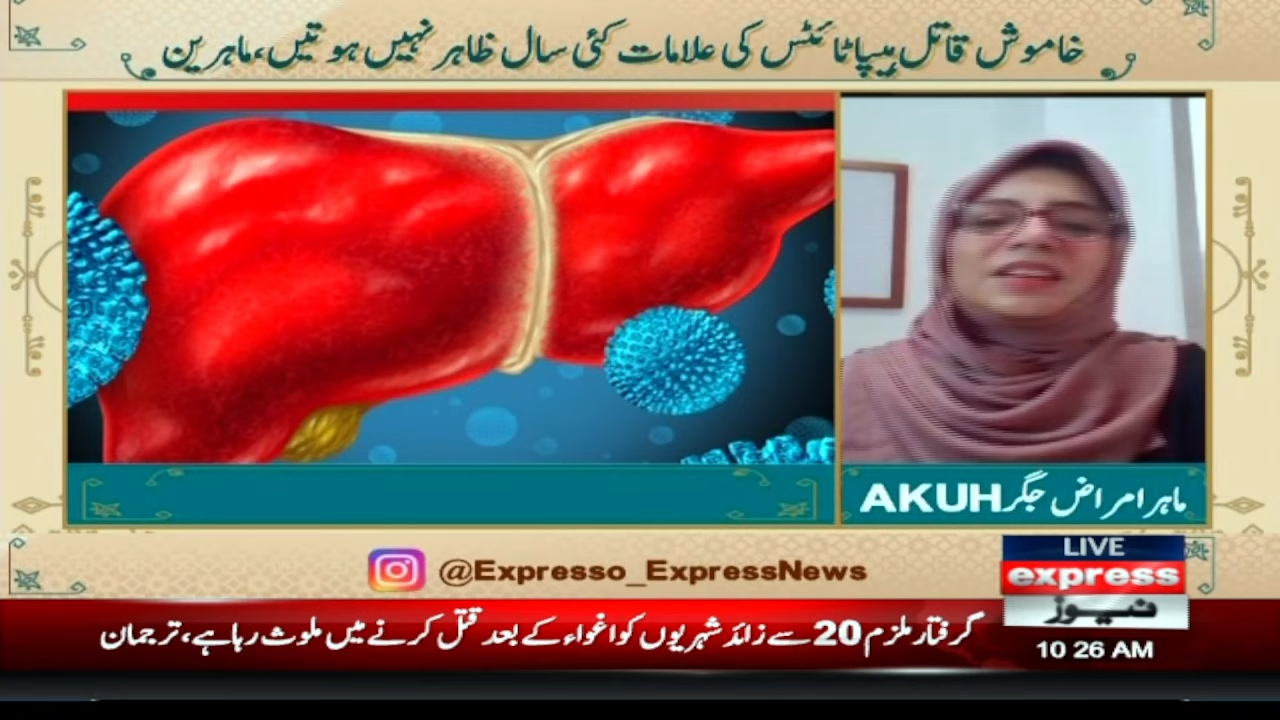 خاموش قاتل ہیپاٹائٹس کی علامات کئی سال ظاہر نہیں ہوتیں، ماہرین
ماہر امراض جگر AKUH
@Expresso_ExpressNews
LIVE
express
نیوز
گرفتار ملزم 20 سے زائد شہریوں کو اغواء کے بعد قتل کرنے میں ملوث رہا ہے، ترجمان
10 26 AM